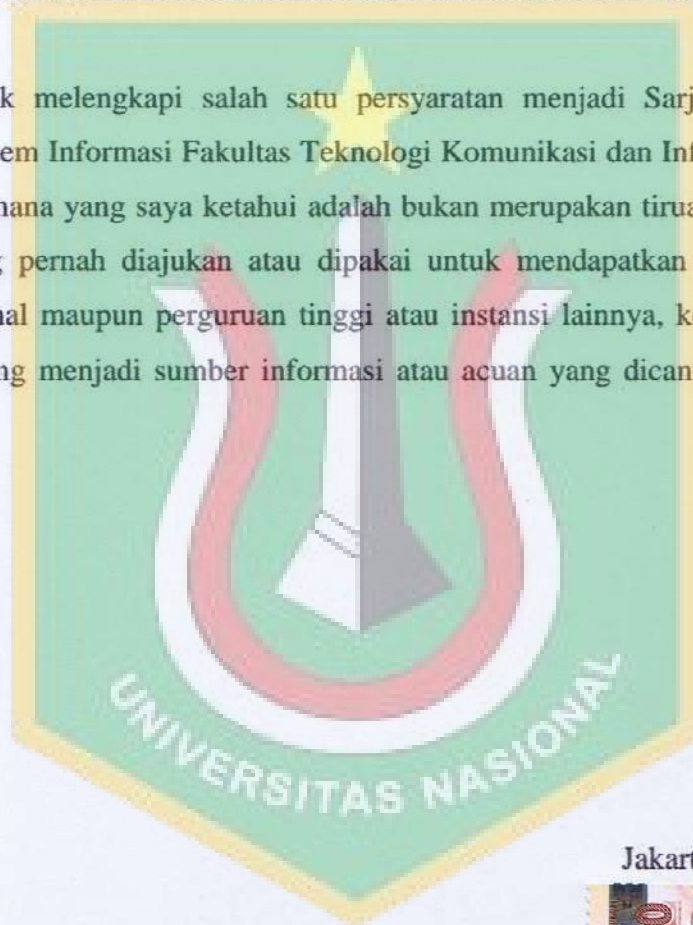 k melengkapi salah satu persyaratan menjadi Sarj
em Informasi Fakultas Teknologi Komunikasi dan Inf
nana yang saya ketahui adalah bukan merupakan tirua
g pernah diajukan atau dipakai untuk mendapatkan
nal maupun perguruan tinggi atau instansi lainnya, k
ng menjadi sumber informasi atau acuan yang dican
UNIVERSITAS NASIONAL
Jakart